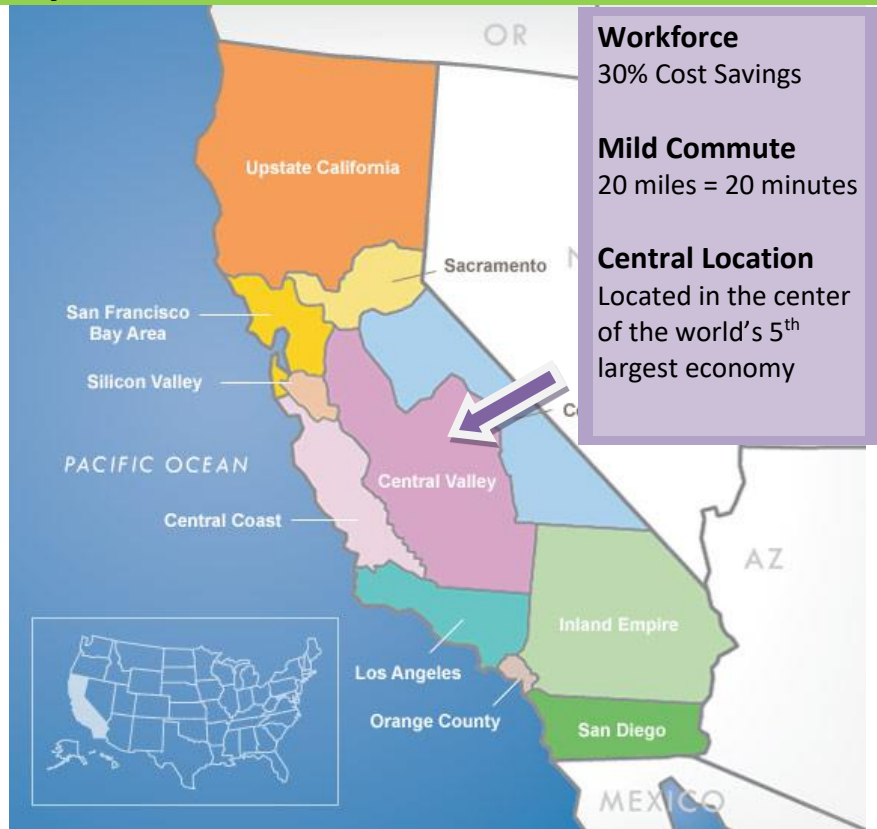 OR
Workforce
30% Cost Savings
Mild Commute
20 miles = 20 minutes
Central Location
Located in the center
of the world’s 5th
largest economy
Upstate California
Sacramento
San Francisco
Bay Area
Silicon Valley
PACIFIC OCEAN
Central Valley
Central Coast
AZ
Inland Empire
Los Angeles
Orange County
San Diego
MEXICO